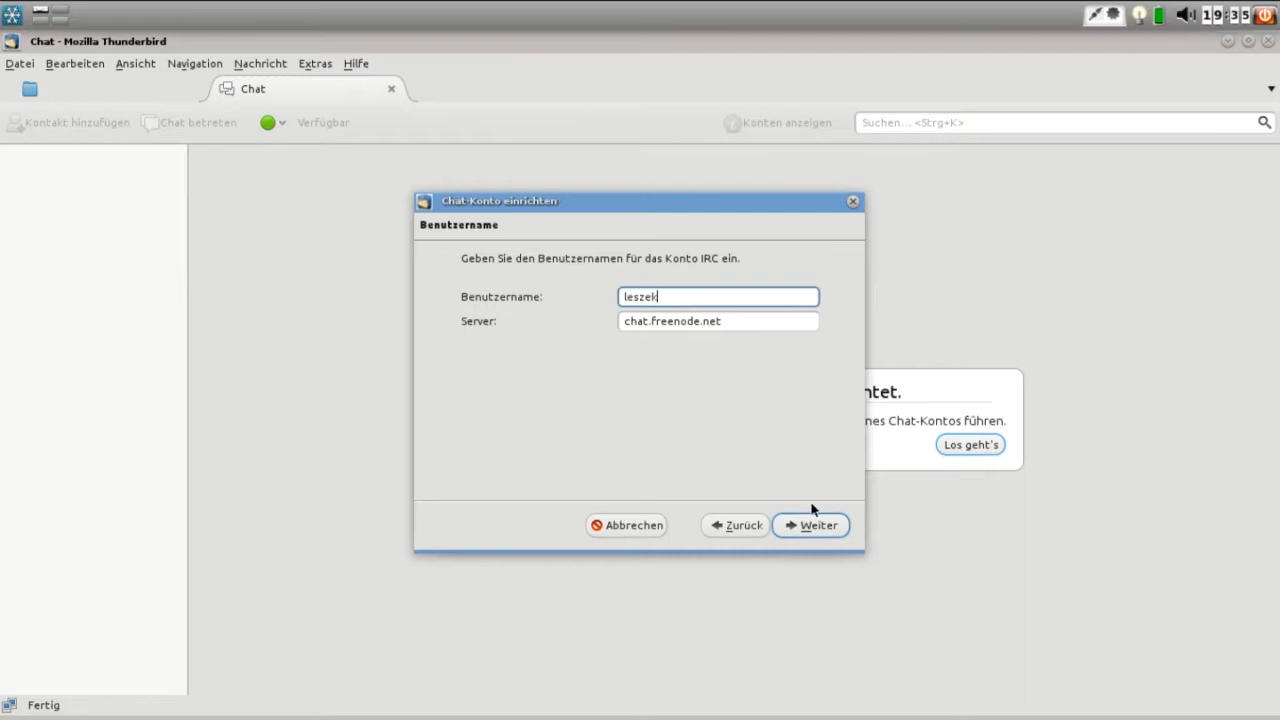 19:35
Chat - Mozilla Thunderbird
Datei Bearbeiten Ansicht Navigation Nachricht Extras Hilfe
Chat
Kontakt hinzufügen Chat betreten Verfügbar Konten anzeigen Suchen... <Strg+K>
Chat-Konto einrichten
Benutzername
Geben Sie den Benutzernamen für das Konto IRC ein.
Benutzername: leszek
Server: chat.freenode.net
ntet.
nes Chat-Kontos führen.
Los geht's
Abbrechen Zurück Weiter
Fertig